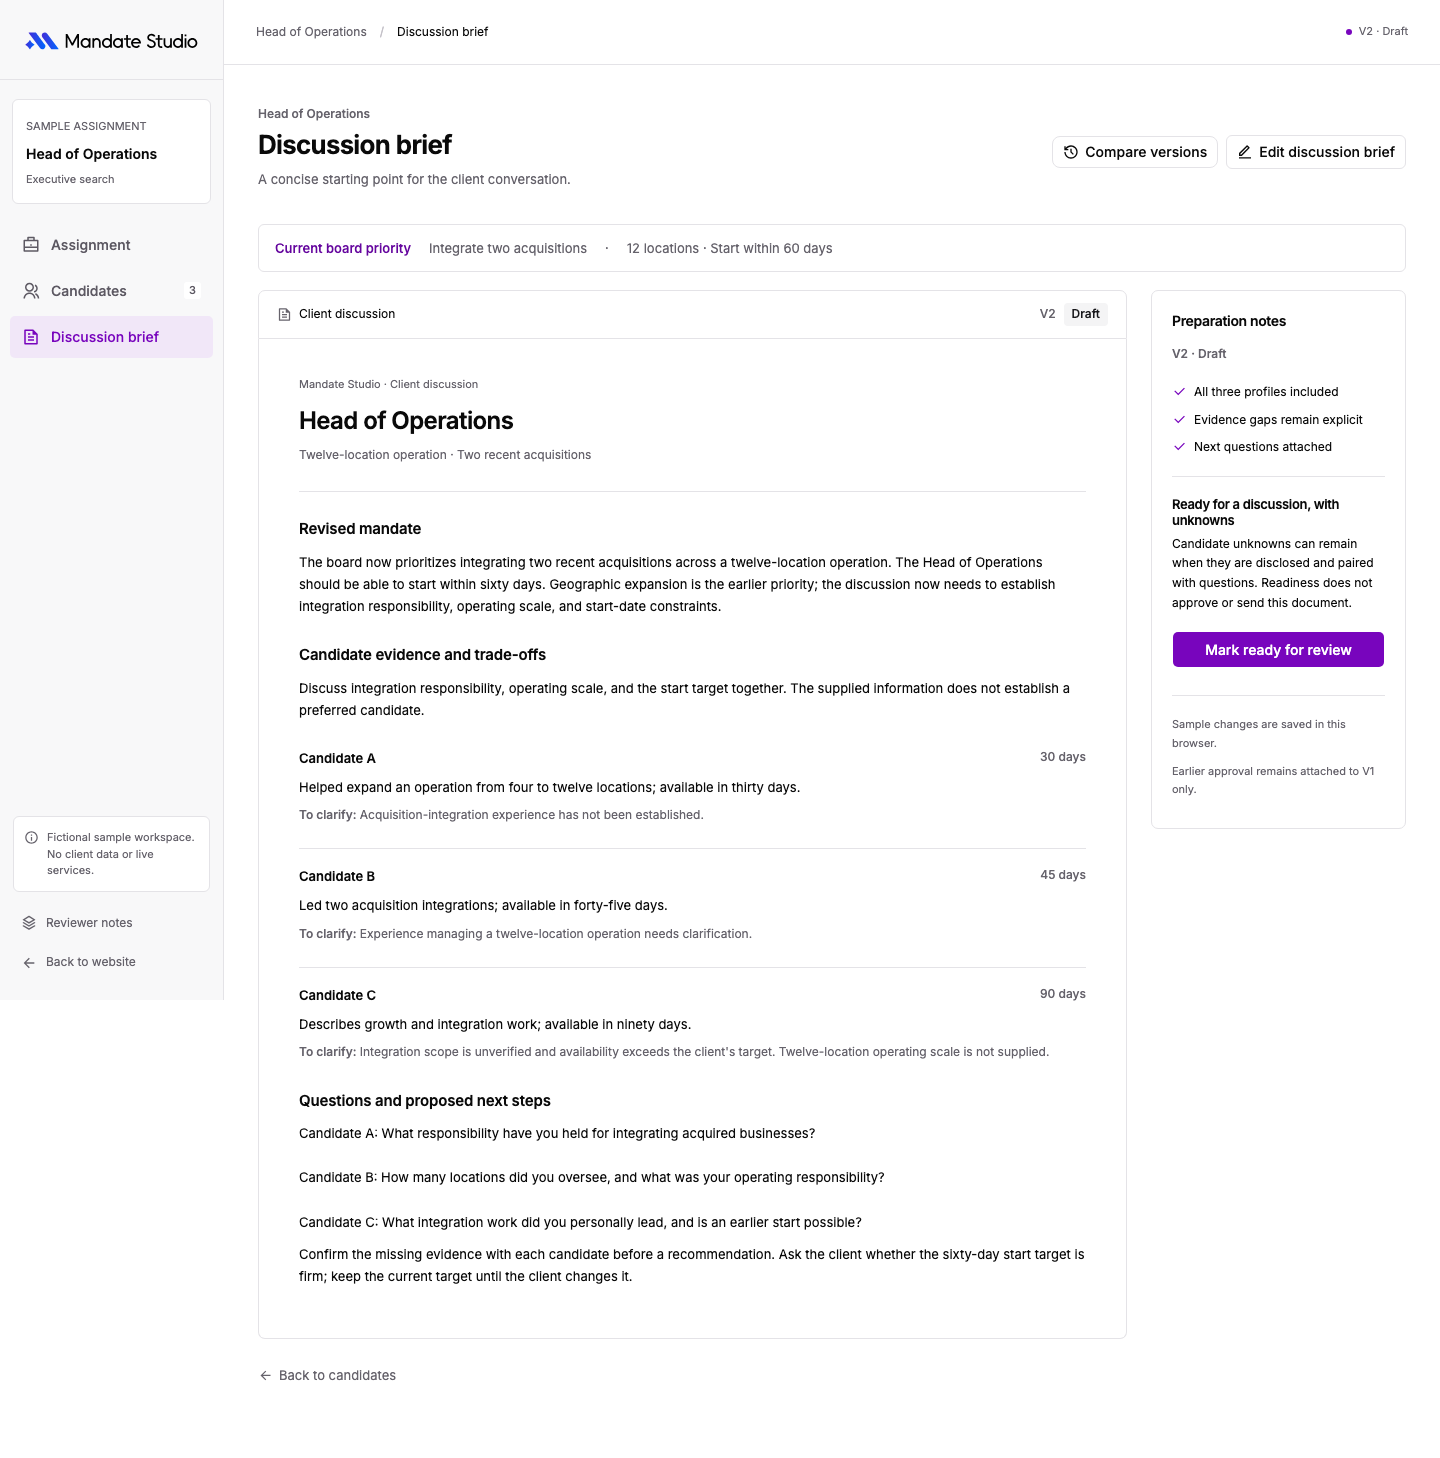 Mandate Studio
SAMPLE ASSIGNMENT
Head of Operations
Executive search
Assignment
Candidates 3
Discussion brief
Fictional sample workspace.
No client data or live
services.
Reviewer notes
Back to website
Head of Operations / Discussion brief
V2 · Draft
Head of Operations
Discussion brief
A concise starting point for the client conversation.
Compare versions
Edit discussion brief
Current board priority Integrate two acquisitions · 12 locations · Start within 60 days
Client discussion
V2 Draft
Mandate Studio · Client discussion
Head of Operations
Twelve-location operation · Two recent acquisitions
Revised mandate
The board now prioritizes integrating two recent acquisitions across a twelve-location operation. The Head of Operations
should be able to start within sixty days. Geographic expansion is the earlier priority; the discussion now needs to establish
integration responsibility, operating scale, and start-date constraints.
Candidate evidence and trade-offs
Discuss integration responsibility, operating scale, and the start target together. The supplied information does not establish a
preferred candidate.
Candidate A 30 days
Helped expand an operation from four to twelve locations; available in thirty days.
To clarify: Acquisition-integration experience has not been established.
Candidate B 45 days
Led two acquisition integrations; available in forty-five days.
To clarify: Experience managing a twelve-location operation needs clarification.
Candidate C 90 days
Describes growth and integration work; available in ninety days.
To clarify: Integration scope is unverified and availability exceeds the client's target. Twelve-location operating scale is not supplied.
Questions and proposed next steps
Candidate A: What responsibility have you held for integrating acquired businesses?
Candidate B: How many locations did you oversee, and what was your operating responsibility?
Candidate C: What integration work did you personally lead, and is an earlier start possible?
Confirm the missing evidence with each candidate before a recommendation. Ask the client whether the sixty-day start target is
firm; keep the current target until the client changes it.
Back to candidates
Preparation notes
V2 · Draft
All three profiles included
Evidence gaps remain explicit
Next questions attached
Ready for a discussion, with
unknowns
Candidate unknowns can remain
when they are disclosed and paired
with questions. Readiness does not
approve or send this document.
Mark ready for review
Sample changes are saved in this
browser.
Earlier approval remains attached to V1
only.